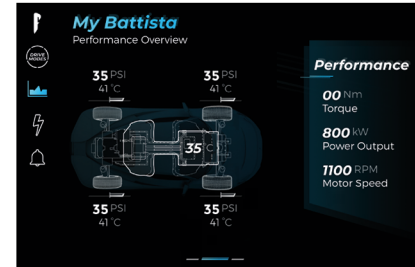 My Battista
Performance Overview
DRIVE
MODES
35 PSI
41 °C
35 PSI
41 °C
35 °C
35 PSI
41 °C
35 PSI
41 °C
Performance
00 Nm
Torque
800 kW
Power Output
1100 RPM
Motor Speed